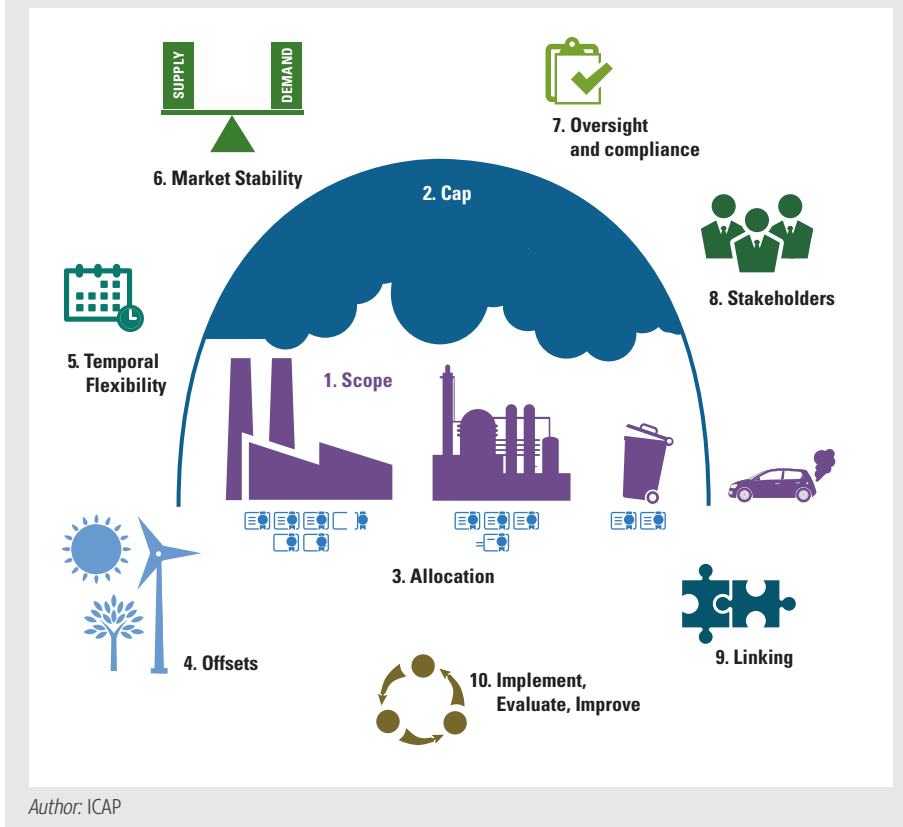 SUPPLY
DEMAND
6. Market Stability
7. Oversight
and compliance
2. Cap
8. Stakeholders
5. Temporal
Flexibility
1. Scope
3. Allocation
4. Offsets
9. Linking
10. Implement,
Evaluate, Improve
Author: ICAP